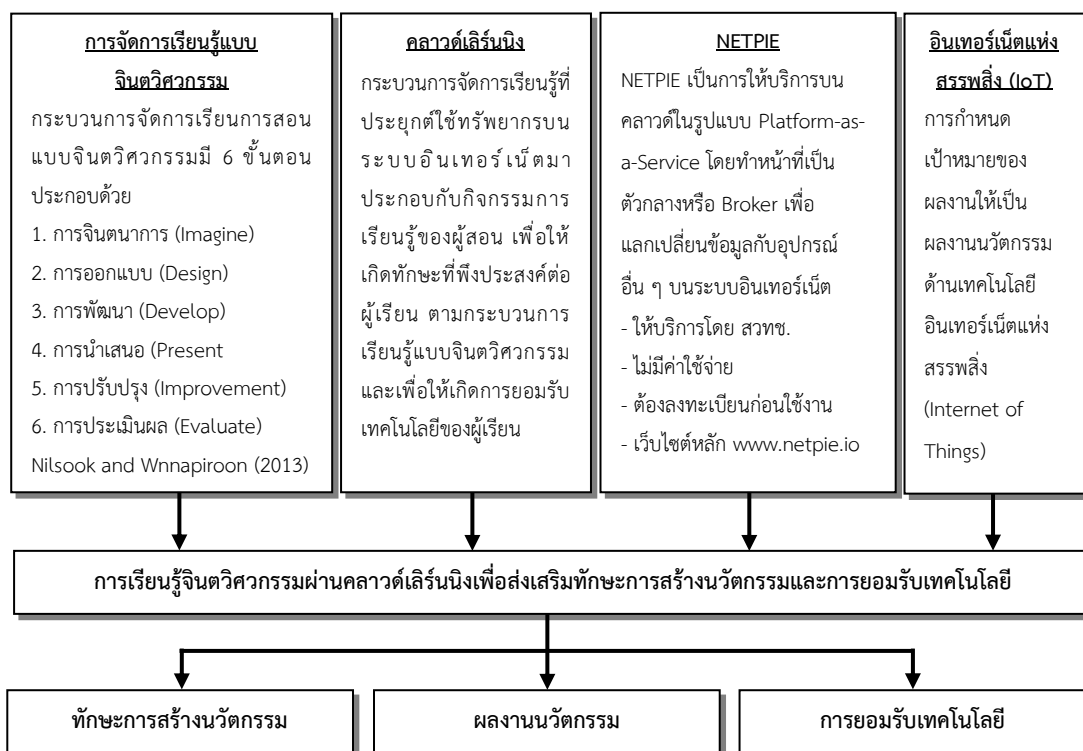 การจัดการเรียนรู้แบบ
จินตวิศวกรรม
กระบวนการจัดการเรียนการสอน
แบบจินตวิศวกรรมมี 6 ขั้นตอน
ประกอบด้วย
1. การจินตนาการ (Imagine)
2. การออกแบบ (Design)
3. การพัฒนา (Develop)
4. การนำเสนอ (Present
5. การปรับปรุง (Improvement)
6. การประเมินผล (Evaluate)
Nilsook and Wnnapiroon (2013)
คลาวด์เลิร์นนิง
กระบวนการจัดการเรียนรู้ที่
ประยุกต์ใช้ทรัพยากรบน
ระบบอินเทอร์เน็ตมา
ประกอบกับกิจกรรมการ
เรียนรู้ของผู้สอน เพื่อให้
เกิดทักษะที่พึงประสงค์ต่อ
ผู้เรียน ตามกระบวนการ
เรียนรู้แบบจินตวิศวกรรม
และเพื่อให้เกิดการยอมรับ
เทคโนโลยีของผู้เรียน
NETPIE
NETPIE เป็นการให้บริการบน
คลาวด์ในรูปแบบ Platform-as-
a-Service โดยทำหน้าที่เป็น
ตัวกลางหรือ Broker เพื่อ
แลกเปลี่ยนข้อมูลกับอุปกรณ์
อื่น ๆ บนระบบอินเทอร์เน็ต
- ให้บริการโดย สวทช.
- ไม่มีค่าใช้จ่าย
- ต้องลงทะเบียนก่อนใช้งาน
- เว็บไซต์หลัก www.netpie.io
อินเทอร์เน็ตแห่ง
สรรพสิ่ง (IoT)
การกำหนด
เป้าหมายของ
ผลงานให้เป็น
ผลงานนวัตกรรม
ด้านเทคโนโลยี
อินเทอร์เน็ตแห่ง
สรรพสิ่ง
(Internet of
Things)
การเรียนรู้จินตวิศวกรรมผ่านคลาวด์เลิร์นนิงเพื่อส่งเสริมทักษะการสร้างนวัตกรรมและการยอมรับเทคโนโลยี
ทักษะการสร้างนวัตกรรม
ผลงานนวัตกรรม
การยอมรับเทคโนโลยี